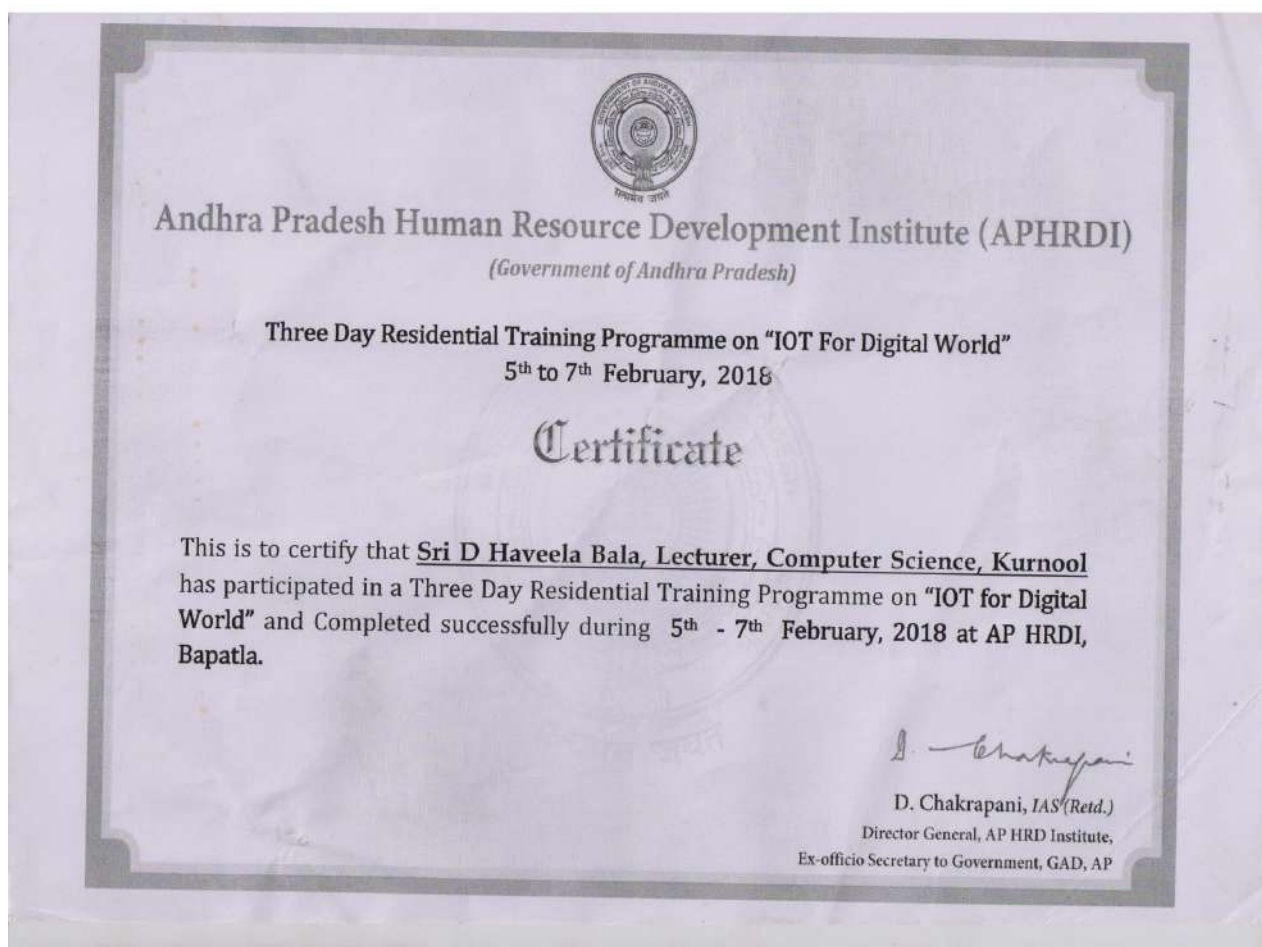 सत्यमेव जयते
Andhra Pradesh Human Resource Development Institute (APHRDI)
(Government of Andhra Pradesh)
Three Day Residential Training Programme on “IOT For Digital World”
5th to 7th February, 2018
Certificate
This is to certify that Sri D Haveela Bala, Lecturer, Computer Science, Kurnool
has participated in a Three Day Residential Training Programme on “IOT for Digital
World” and Completed successfully during 5th - 7th February, 2018 at AP HRDI,
Bapatla.
D. Chakrapani
D. Chakrapani, IAS (Retd.)
Director General, AP HRD Institute,
Ex-officio Secretary to Government, GAD, AP